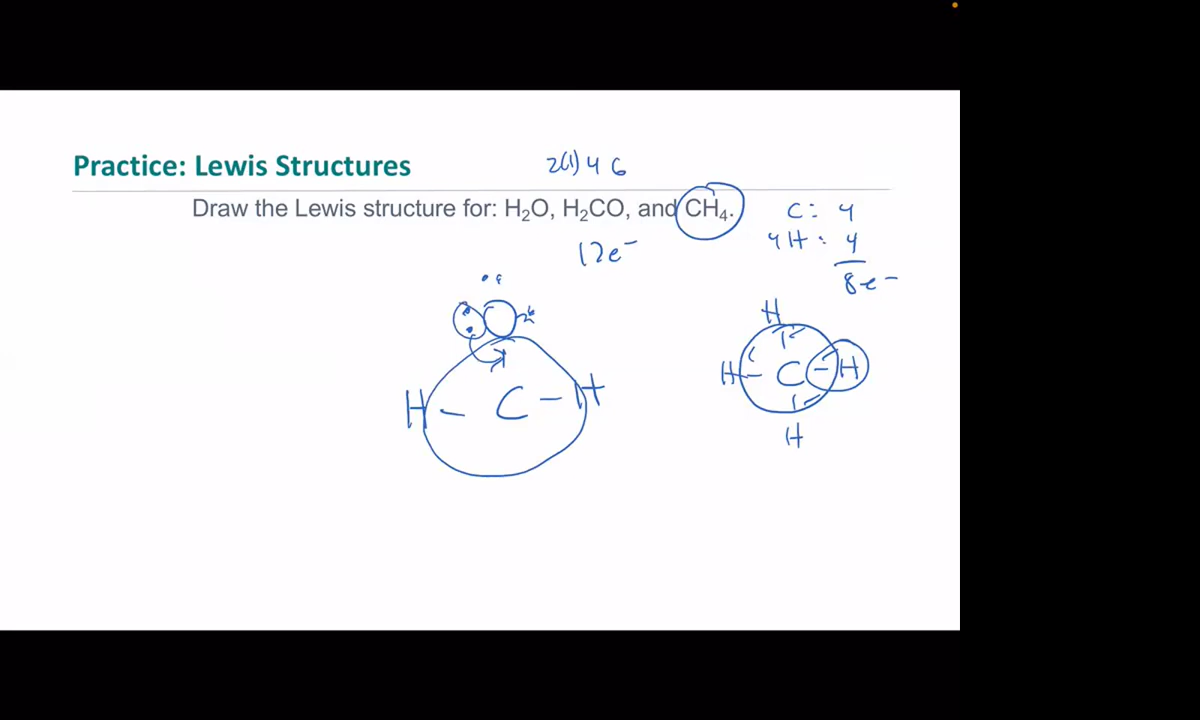 Practice: Lewis Structures
2(1) 4 6
Draw the Lewis structure for: H₂O, H₂CO, and CH₄.
C: 4
4H: 4
8e⁻
12e⁻
H
H - C - H
H - C - H
H